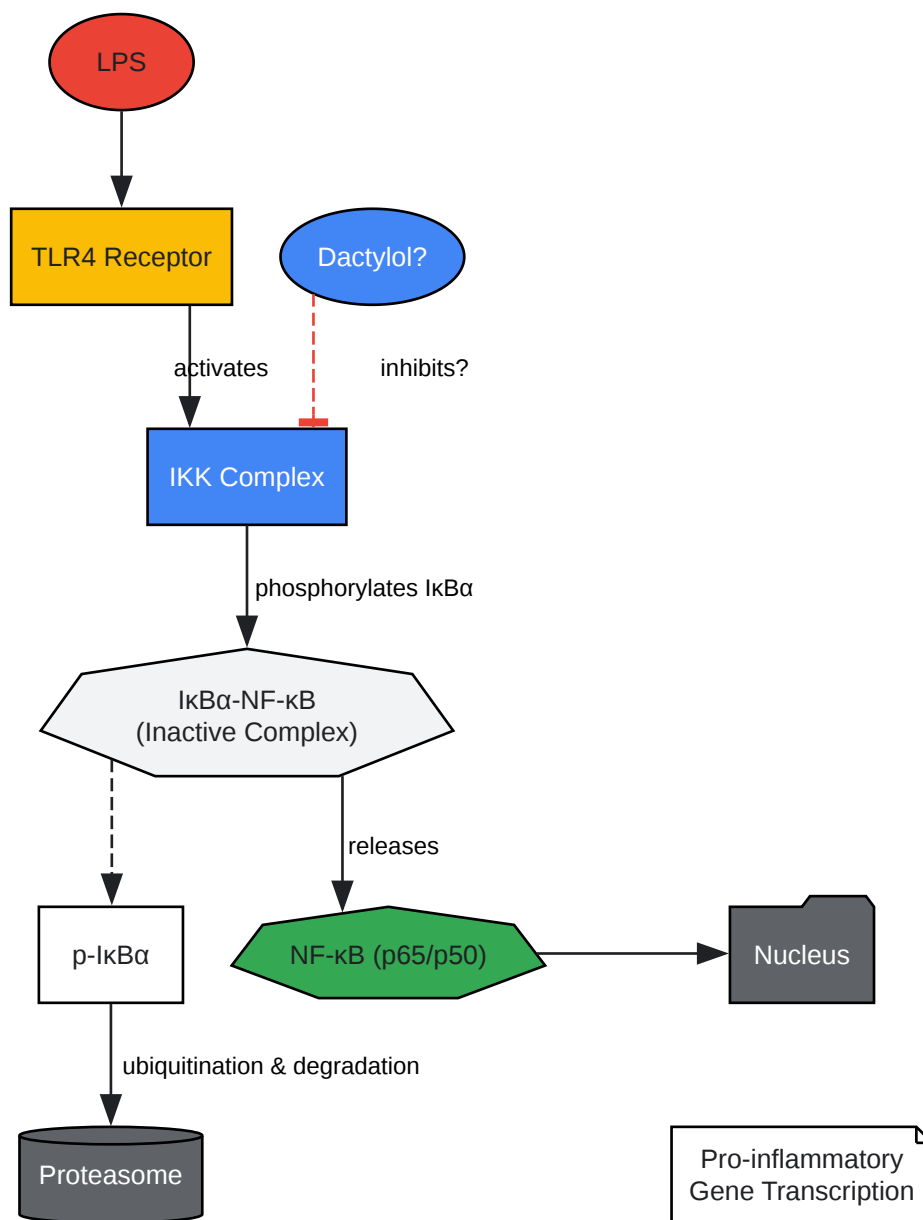 LPS
TLR4 Receptor
Dactylol?
activates
inhibits?
IKK Complex
phosphorylates IκBα
IκBα-NF-κB
(Inactive Complex)
releases
p-IκBα
NF-κB (p65/p50)
Nucleus
ubiquitination & degradation
Proteasome
Pro-inflammatory
Gene Transcription